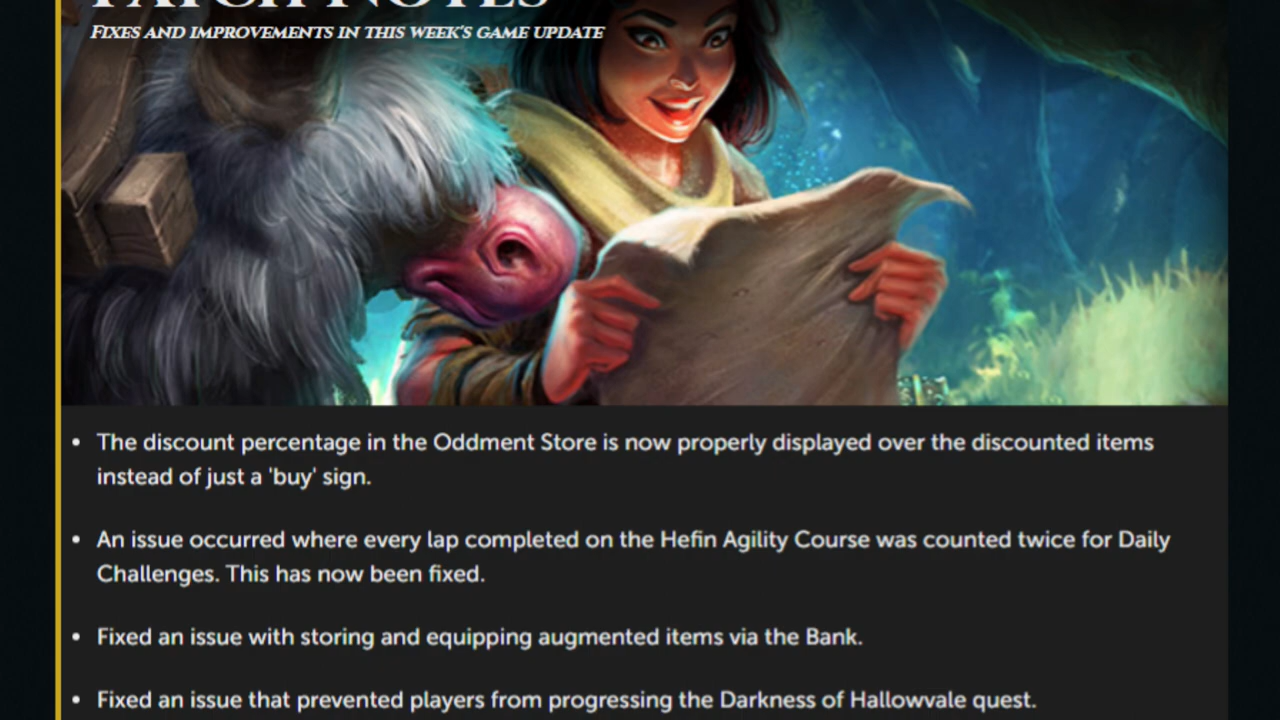 PATCH NOTES
FIXES AND IMPROVEMENTS IN THIS WEEK'S GAME UPDATE
• The discount percentage in the Oddment Store is now properly displayed over the discounted items
instead of just a 'buy' sign.
• An issue occurred where every lap completed on the Hefin Agility Course was counted twice for Daily
Challenges. This has now been fixed.
• Fixed an issue with storing and equipping augmented items via the Bank.
• Fixed an issue that prevented players from progressing the Darkness of Hallowvale quest.